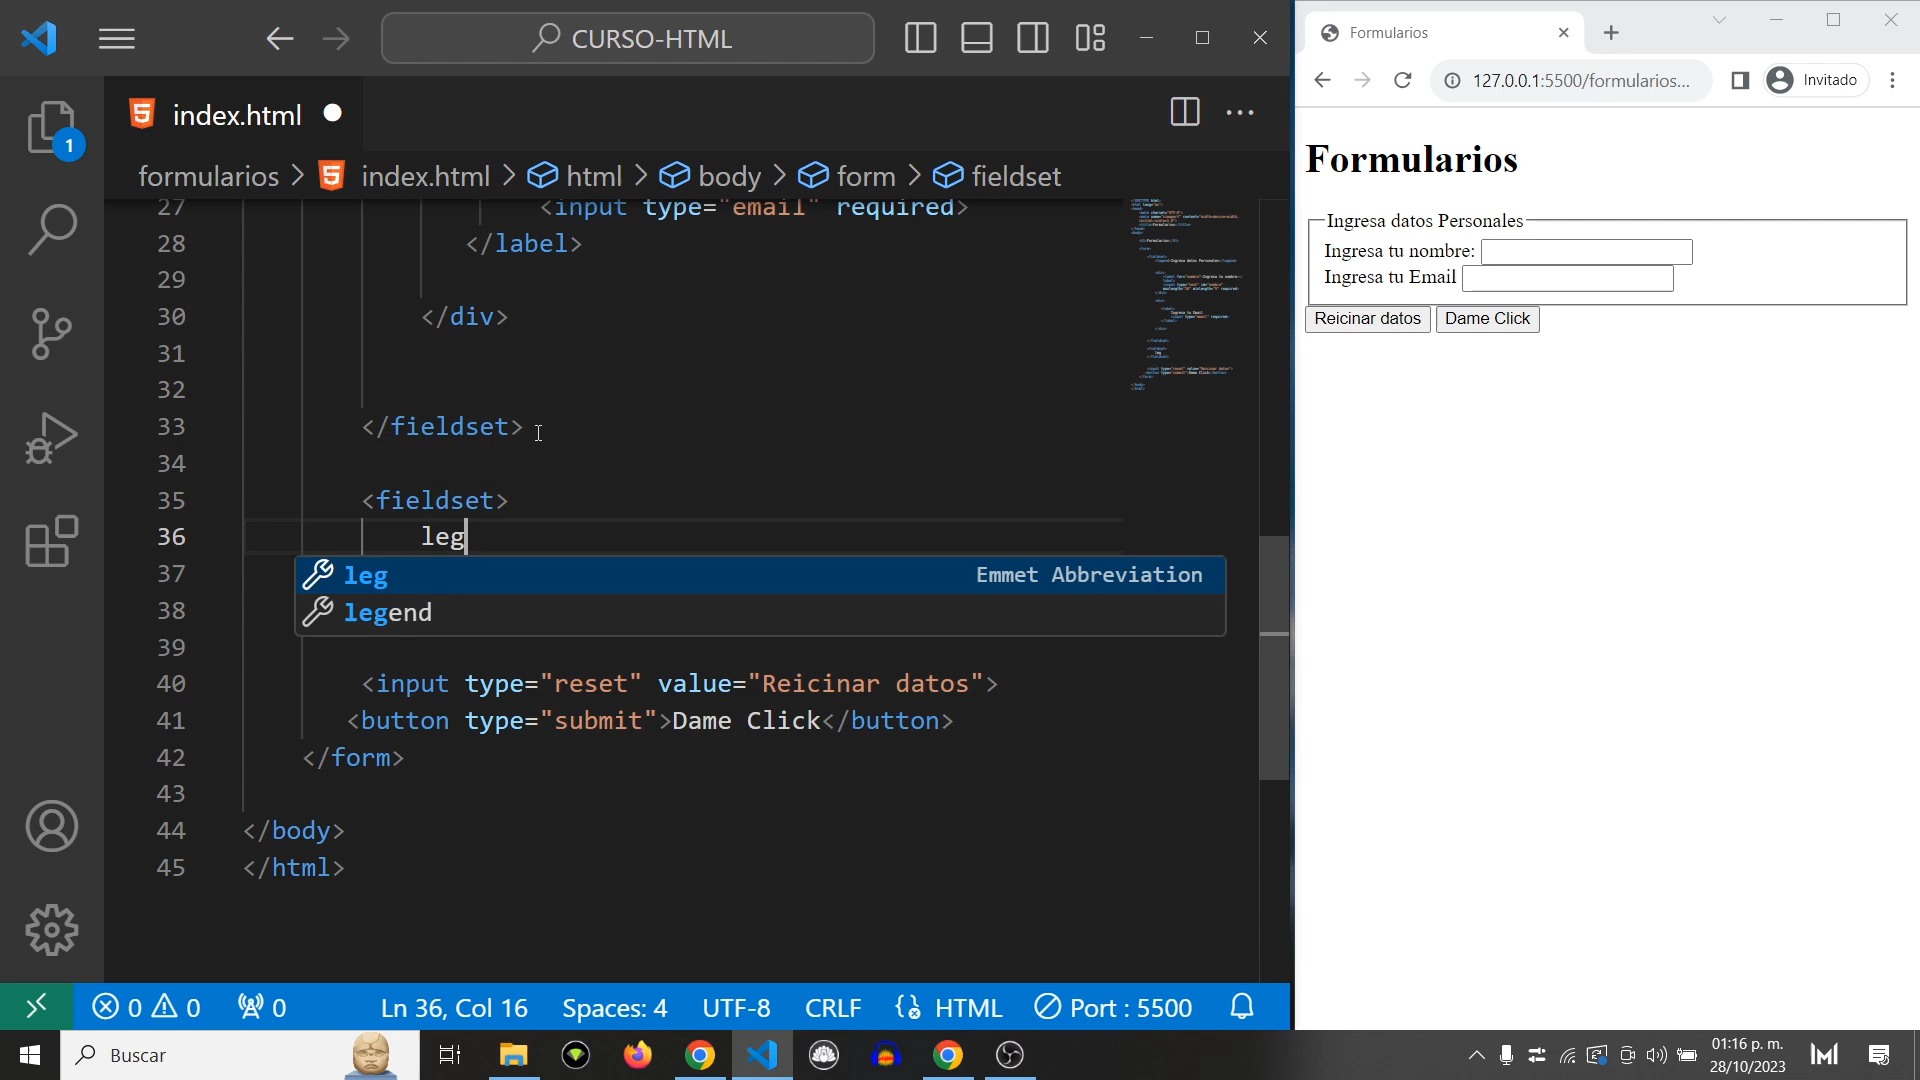 CURSO-HTML
index.html
1
formularios > index.html > html > body > form > fieldset
27 <input type="email" required>
28 </label>
29
30 </div>
31
32
33 </fieldset>
34
35 <fieldset>
36 leg
37
38
39
40 <input type="reset" value="Reicinar datos">
41 <button type="submit">Dame Click</button>
42 </form>
43
44 </body>
45 </html>
leg Emmet Abbreviation
legend
0 0 0 Ln 36, Col 16 Spaces: 4 UTF-8 CRLF HTML Port : 5500
Formularios
127.0.0.1:5500/formularios...
Invitado
Formularios
Ingresa datos Personales
Ingresa tu nombre:
Ingresa tu Email
Reicinar datos Dame Click
Buscar
01:16 p. m.
28/10/2023